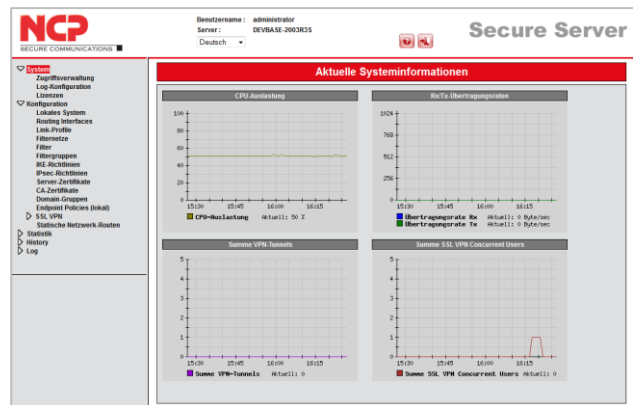 NCP
SECURE COMMUNICATIONS
Benutzername : administrator
Server : DEVBASE-2003R3S
Deutsch
Secure Server
System
Zugriffsverwaltung
Log-Konfiguration
Lizenzen
Konfiguration
Lokales System
Routing Interfaces
Link-Profile
Filternetze
Filter
Filtergruppen
IKE-Richtlinien
IPsec-Richtlinien
Server-Zertifikate
CA-Zertifikate
Domain-Gruppen
Endpoint Policies (lokal)
SSL VPN
Statische Netzwerk-Routen
Statistik
History
Log
Aktuelle Systeminformationen
CPU-Auslastung
100
80
60
40
20
0
15:30 15:45 16:00 16:15
CPU-Auslastung Aktuell: 50 %
Rx/Tx-Übertragungsraten
1024
768
512
256
0
15:30 15:45 16:00 16:15
Übertragungsrate Rx Aktuell: 0 Byte/sec
Übertragungsrate Tx Aktuell: 0 Byte/sec
Summe VPN-Tunnels
5
4
3
2
1
0
15:30 15:45 16:00 16:15
Summe VPN-Tunnels Aktuell: 0
Summe SSL VPN Concurrent Users
5
4
3
2
1
0
15:30 15:45 16:00 16:15
Summe SSL VPN Concurrent Users Aktuell: 0